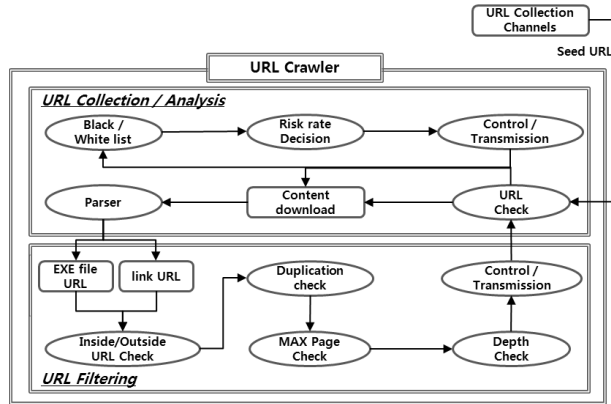 URL Collection
Channels
Seed URL
URL Crawler
URL Collection / Analysis
Black /
White list
Risk rate
Decision
Control /
Transmission
Parser
Content
download
URL
Check
EXE file
URL
link URL
Duplication
check
Control /
Transmission
Inside/Outside
URL Check
MAX Page
Check
Depth
Check
URL Filtering